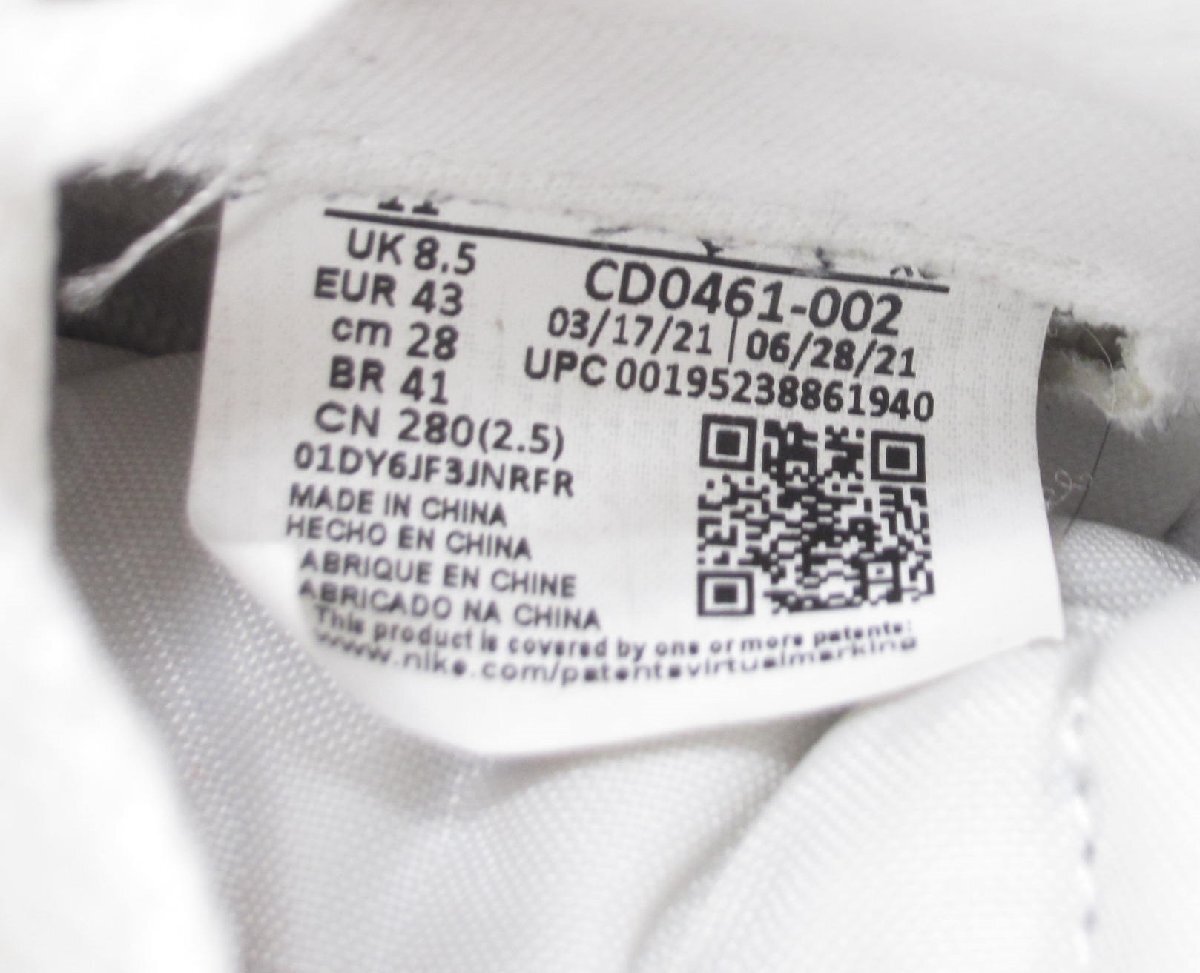 UK 8.5
EUR 43
cm 28
BR 41
CN 280(2.5)
01DY6JF3JNRFR
MADE IN CHINA
HECHO EN CHINA
ABRIQUE EN CHINE
ABRICADO NA CHINA
This product is covered by one or more patents:
www.nike.com/patentsvirtualmarking
CD0461-002
03/17/21 | 06/28/21
UPC 00195238861940